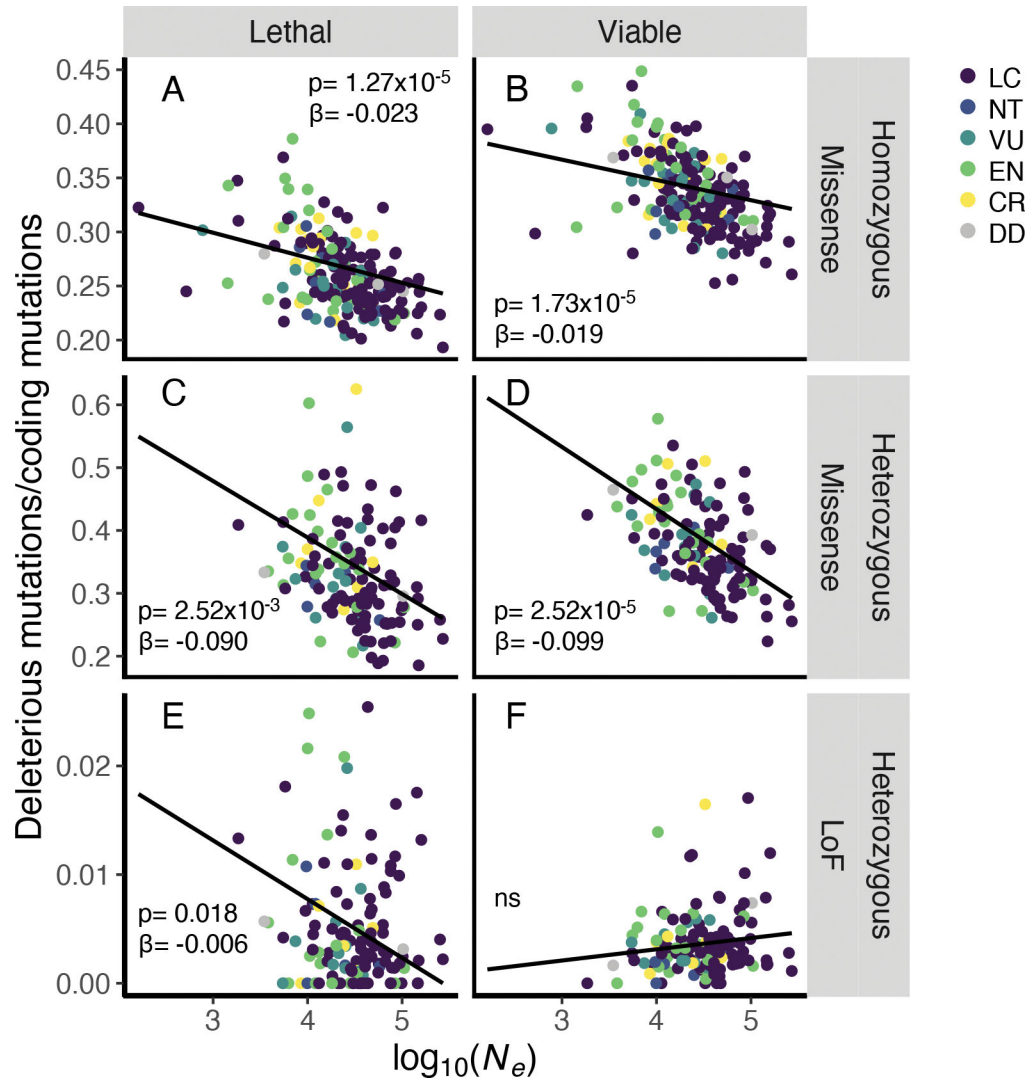 Lethal
Viable
LC
NT
VU
EN
CR
DD
Deleterious mutations/coding mutations
A
p= 1.27x10⁻⁵
β= -0.023
0.45
0.40
0.35
0.30
0.25
0.20
B
p= 1.73x10⁻⁵
β= -0.019
Homozygous
Missense
C
p= 2.52x10⁻³
β= -0.090
0.6
0.5
0.4
0.3
0.2
D
p= 2.52x10⁻⁵
β= -0.099
Heterozygous
Missense
E
p= 0.018
β= -0.006
0.02
0.01
0.00
F
ns
Heterozygous
LoF
3 4 5
3 4 5
log₁₀(Nₑ)